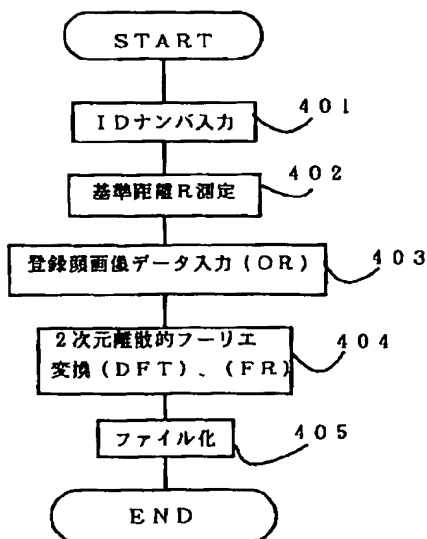 START
IDナンバ入力
401
基準距離R測定
402
登録顔画像データ入力(OR)
403
2次元離散的フーリエ
変換(DFT)、(FR)
404
ファイル化
405
END